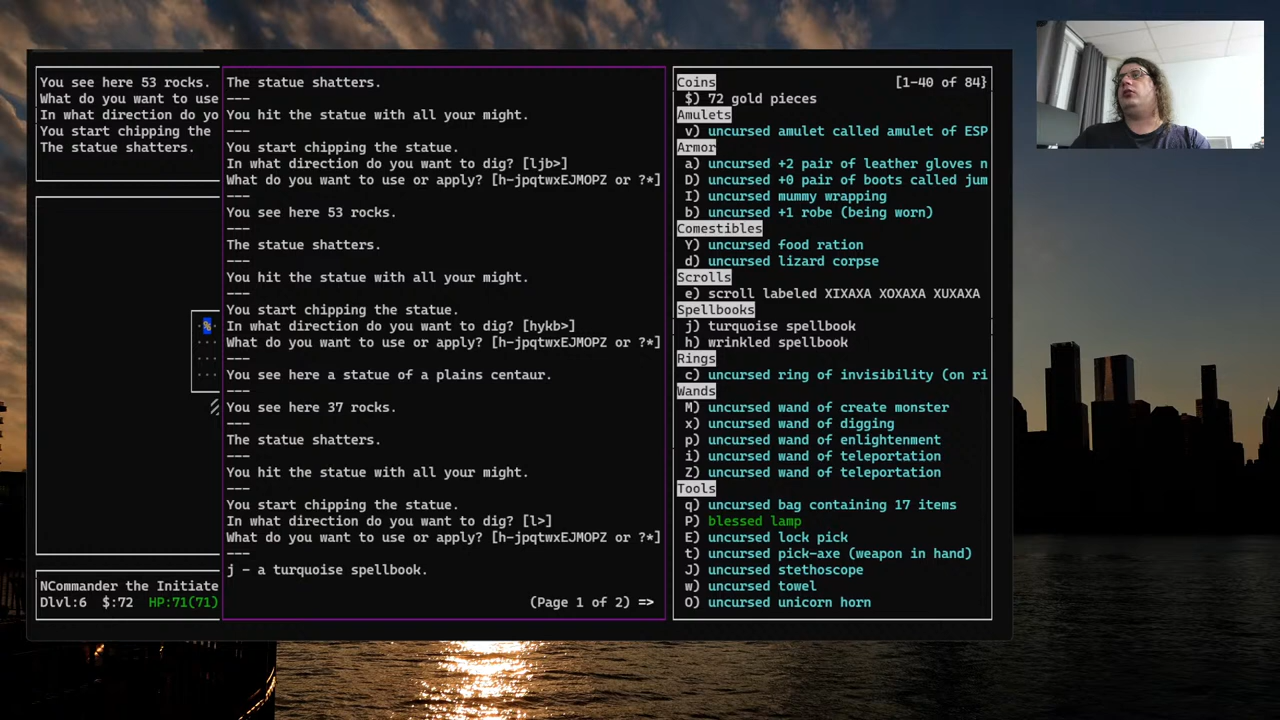 You see here 53 rocks.
What do you want to use
In what direction do yo
You start chipping the
The statue shatters.
NCommander the Initiate
Dlvl:6 $:72 HP:71(71)
The statue shatters.
---
You hit the statue with all your might.
---
You start chipping the statue.
In what direction do you want to dig? [ljb>]
What do you want to use or apply? [h-jpqtwxEJMOPZ or ?*]
---
You see here 53 rocks.
---
The statue shatters.
---
You hit the statue with all your might.
---
You start chipping the statue.
In what direction do you want to dig? [hykb>]
What do you want to use or apply? [h-jpqtwxEJMOPZ or ?*]
---
You see here a statue of a plains centaur.
---
You see here 37 rocks.
---
The statue shatters.
---
You hit the statue with all your might.
---
You start chipping the statue.
In what direction do you want to dig? [l>]
What do you want to use or apply? [h-jpqtwxEJMOPZ or ?*]
---
j - a turquoise spellbook.
(Page 1 of 2) =>
Coins [1-40 of 84}
$) 72 gold pieces
Amulets
v) uncursed amulet called amulet of ESP
Armor
a) uncursed +2 pair of leather gloves n
D) uncursed +0 pair of boots called jum
I) uncursed mummy wrapping
b) uncursed +1 robe (being worn)
Comestibles
Y) uncursed food ration
d) uncursed lizard corpse
Scrolls
e) scroll labeled XIXAXA XOXAXA XUXAXA
Spellbooks
j) turquoise spellbook
h) wrinkled spellbook
Rings
c) uncursed ring of invisibility (on ri
Wands
M) uncursed wand of create monster
x) uncursed wand of digging
p) uncursed wand of enlightenment
i) uncursed wand of teleportation
Z) uncursed wand of teleportation
Tools
q) uncursed bag containing 17 items
P) blessed lamp
E) uncursed lock pick
t) uncursed pick-axe (weapon in hand)
J) uncursed stethoscope
w) uncursed towel
O) uncursed unicorn horn